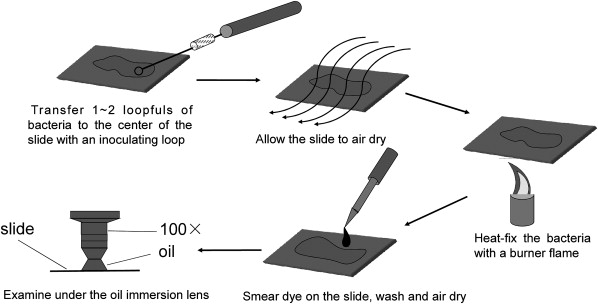 Transfer 1~2 loopfuls of
bacteria to the center of the
slide with an inoculating loop
Allow the slide to air dry
Heat-fix the bacteria
with a burner flame
Smear dye on the slide, wash and air dry
slide
100×
oil
Examine under the oil immersion lens